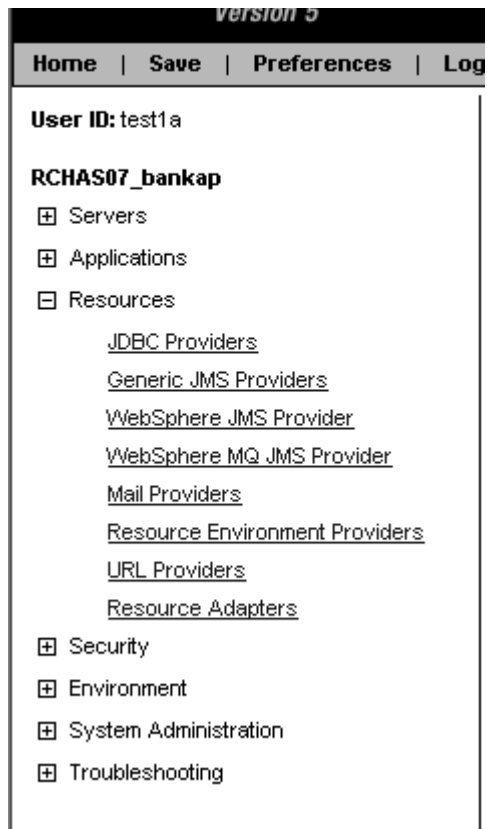 Version 5
Home | Save | Preferences | Log
User ID: test1a
RCHAS07_bankap
Servers
Applications
Resources
JDBC Providers
Generic JMS Providers
WebSphere JMS Provider
WebSphere MQ JMS Provider
Mail Providers
Resource Environment Providers
URL Providers
Resource Adapters
Security
Environment
System Administration
Troubleshooting